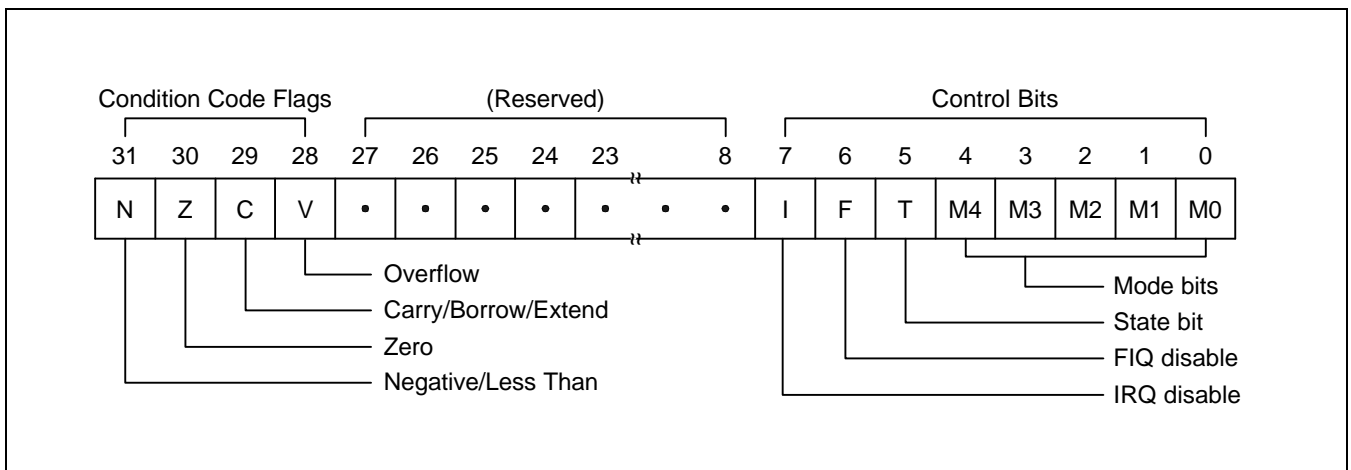 Condition Code Flags (Reserved) Control Bits
31 30 29 28 27 26 25 24 23 8 7 6 5 4 3 2 1 0
N Z C V • • • • • • • I F T M4 M3 M2 M1 M0
Overflow
Carry/Borrow/Extend
Zero
Negative/Less Than
Mode bits
State bit
FIQ disable
IRQ disable